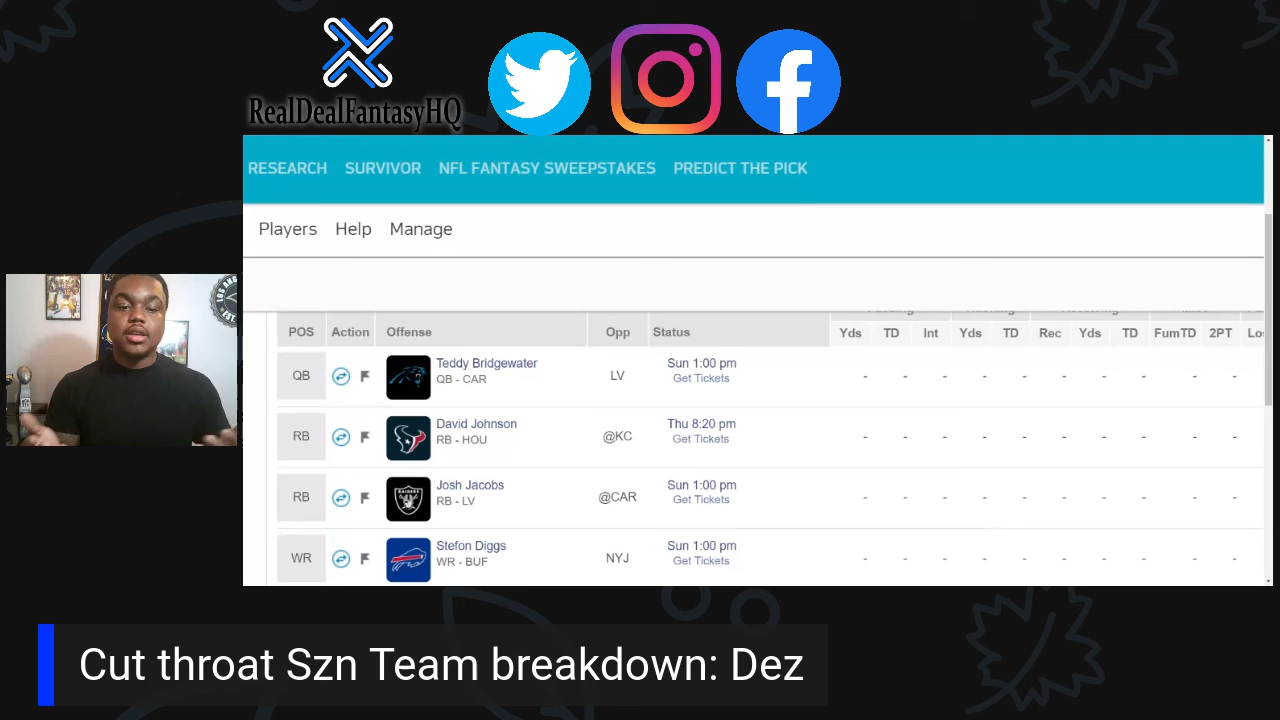 RealDealFantasyHQ
RESEARCH SURVIVOR NFL FANTASY SWEEPSTAKES PREDICT THE PICK
Players Help Manage
POS Action Offense Opp Status Yds TD Int Yds TD Rec Yds TD FumTD 2PT
QB Teddy Bridgewater QB - CAR LV Sun 1:00 pm Get Tickets - - - - - - - - - -
RB David Johnson RB - HOU @KC Thu 8:20 pm Get Tickets - - - - - - - - - -
RB Josh Jacobs RB - LV @CAR Sun 1:00 pm Get Tickets - - - - - - - - - -
WR Stefon Diggs WR - BUF NYJ Sun 1:00 pm Get Tickets - - - - - - - - - -
Cut throat Szn Team breakdown: Dez